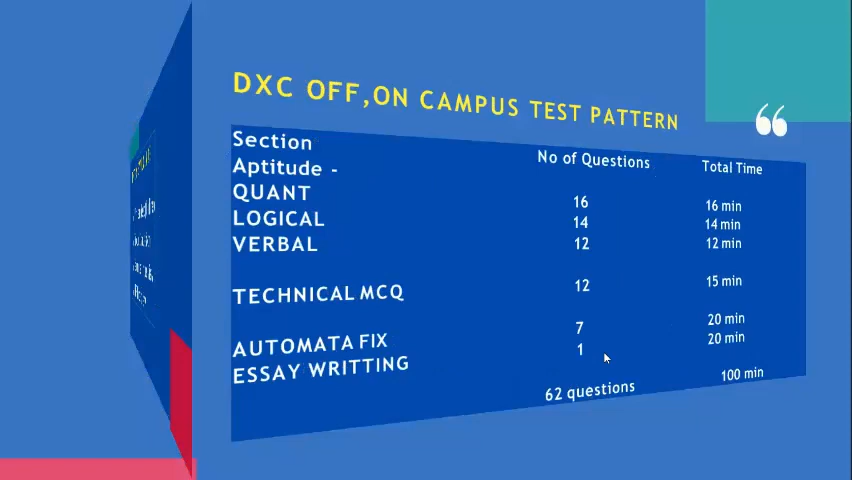 DXC OFF,ON CAMPUS TEST PATTERN
Section No of Questions Total Time
Aptitude -
QUANT 16 16 min
LOGICAL 14 14 min
VERBAL 12 12 min
TECHNICAL MCQ 12 15 min
AUTOMATA FIX 7 20 min
ESSAY WRITTING 1 20 min
62 questions 100 min